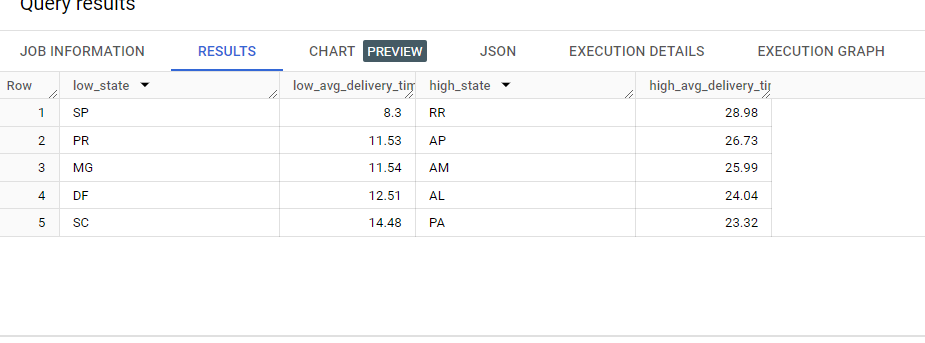 Query results
JOB INFORMATION RESULTS CHART PREVIEW JSON EXECUTION DETAILS EXECUTION GRAPH
Row low_state low_avg_delivery_tim high_state high_avg_delivery_tir
1 SP 8.3 RR 28.98
2 PR 11.53 AP 26.73
3 MG 11.54 AM 25.99
4 DF 12.51 AL 24.04
5 SC 14.48 PA 23.32